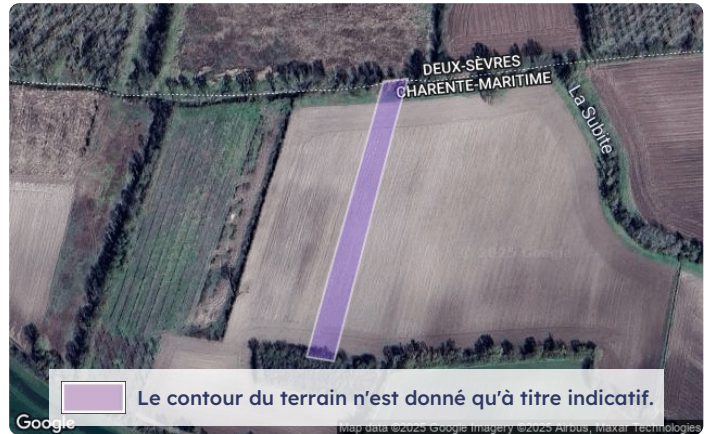 DEUX-SÈVRES
CHARENTE-MARITIME
La Subite
Le contour du terrain n'est donné qu'à titre indicatif.
Google
Map data ©2025 Google Imagery ©2025 Airbus, Maxar Technologies